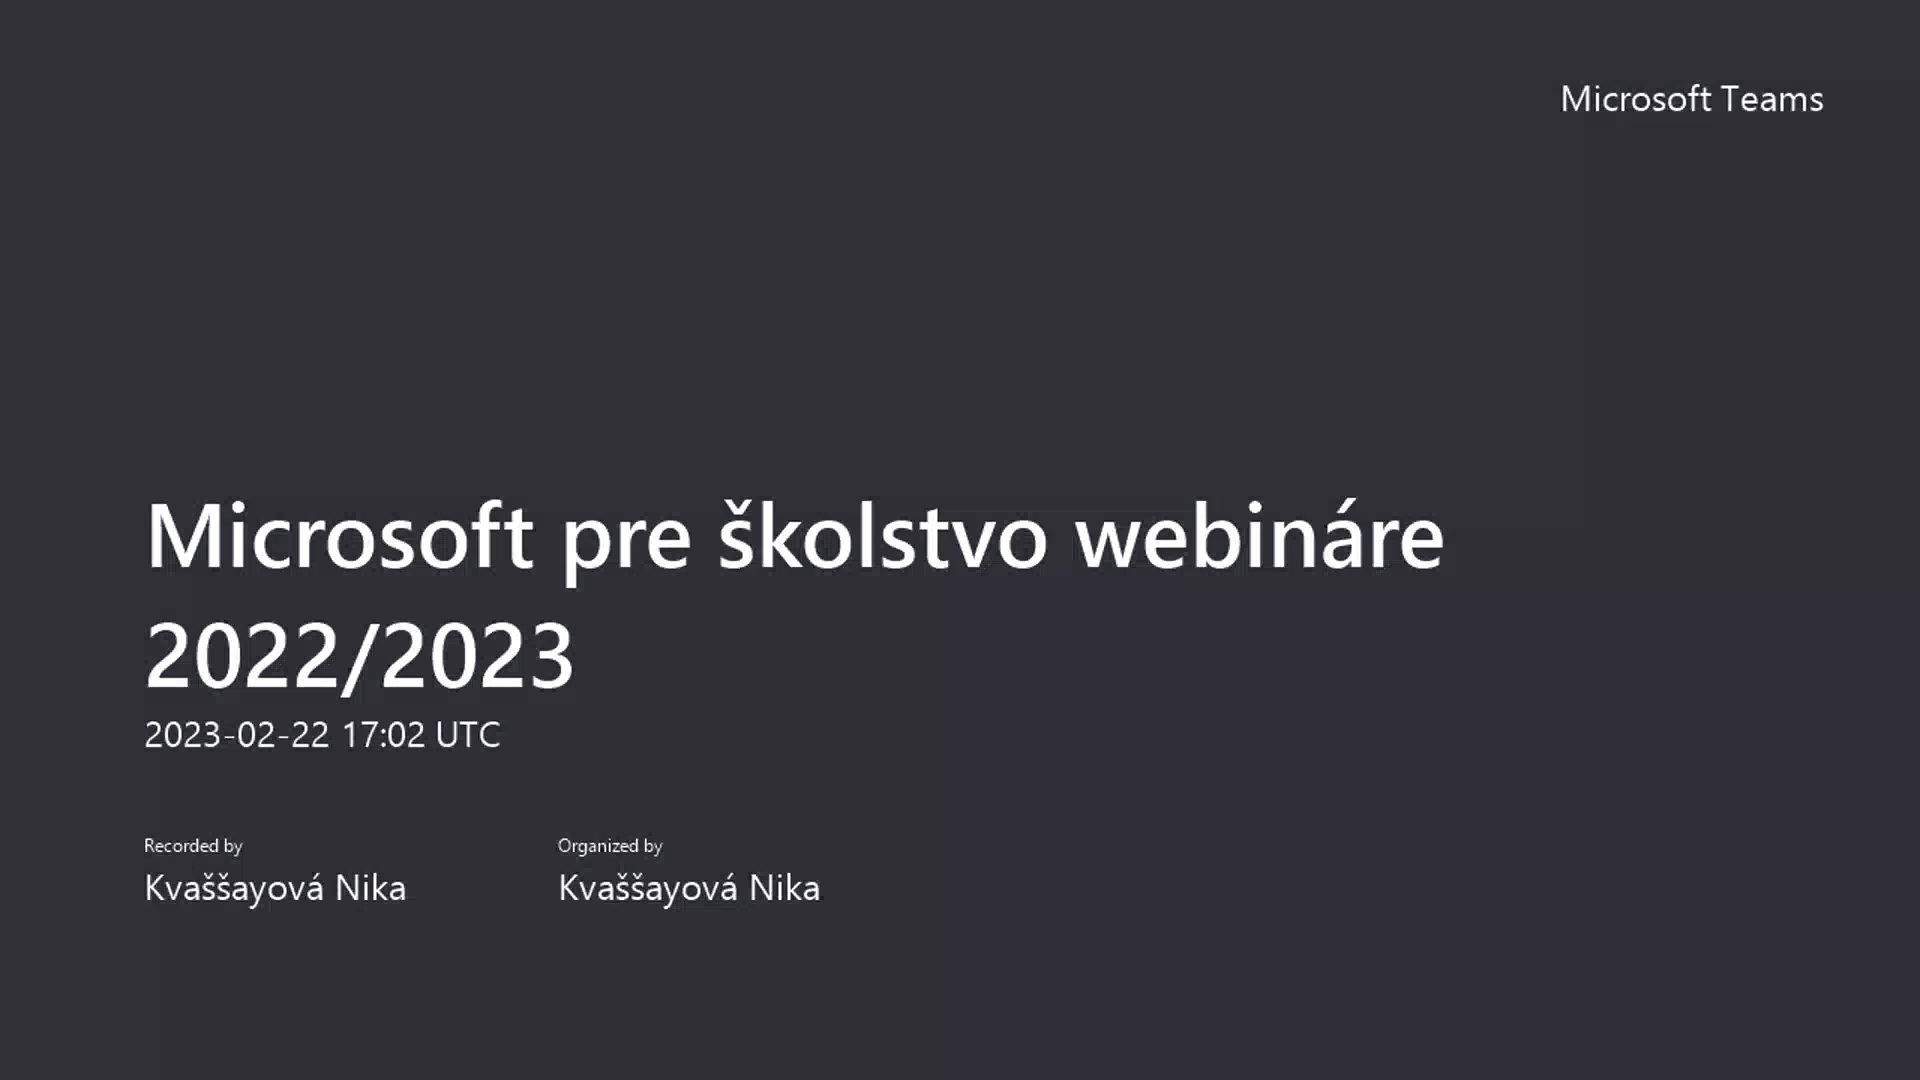 Microsoft Teams
Microsoft pre školstvo webináre
2022/2023
2023-02-22 17:02 UTC
Recorded by
Kvaššayová Nika
Organized by
Kvaššayová Nika